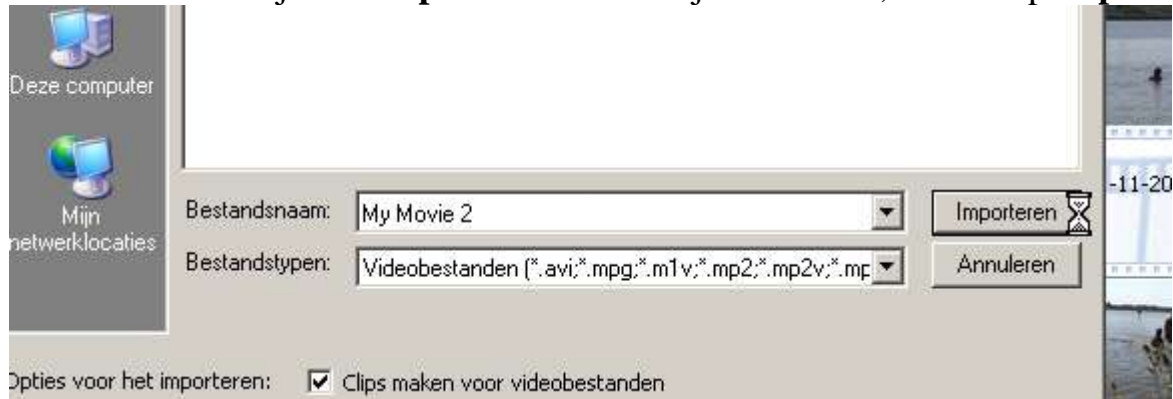 Deze computer
Mijn
netwerklocaties
Bestandsnaam: My Movie 2 Importeren
-11-20
Bestandstypen: Videobestanden (*.avi;*.mpg;*.m1v;*.mp2;*.mp2v;*.mp Annuleren
Opties voor het importeren: Clips maken voor videobestanden